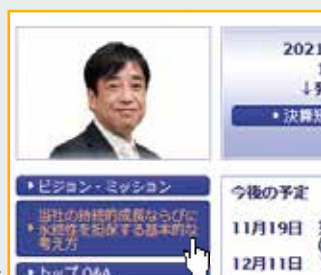 2021
• 決算
• ビジョン・ミッション
• 当社の持続的成長ならびに
永続性を担保する基本的な
考え方
• トップ Q&A
今後の予定
11月19日
12月11日